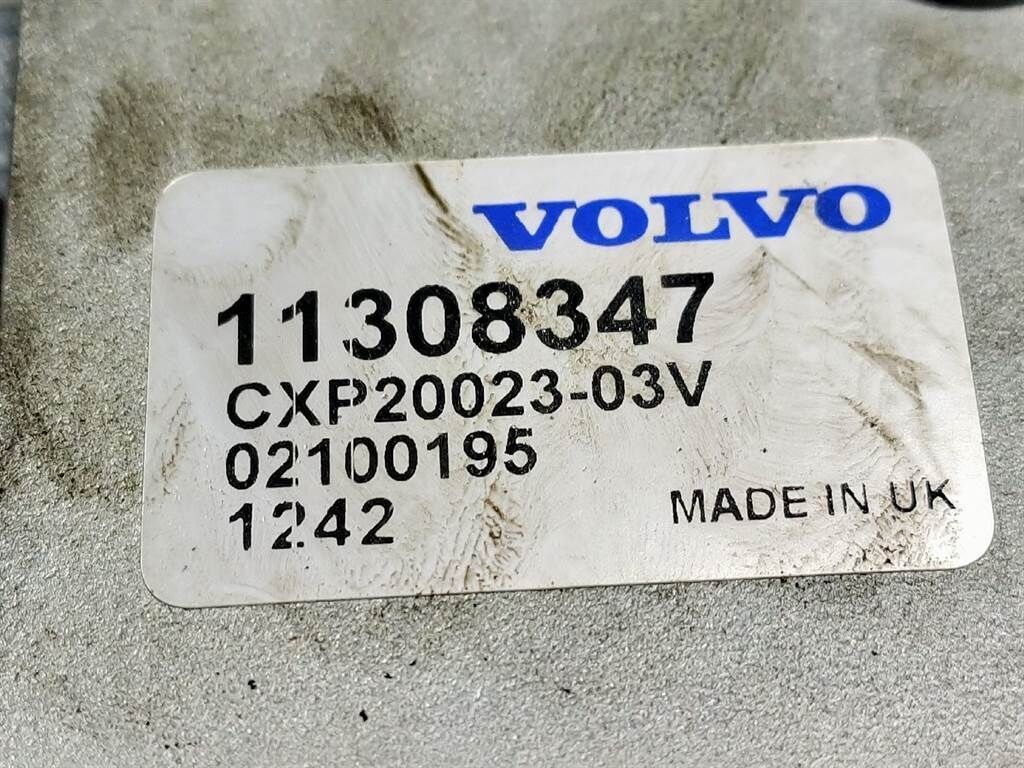 VOLVO
11308347
CXP20023-03V
02100195
1242
MADE IN UK